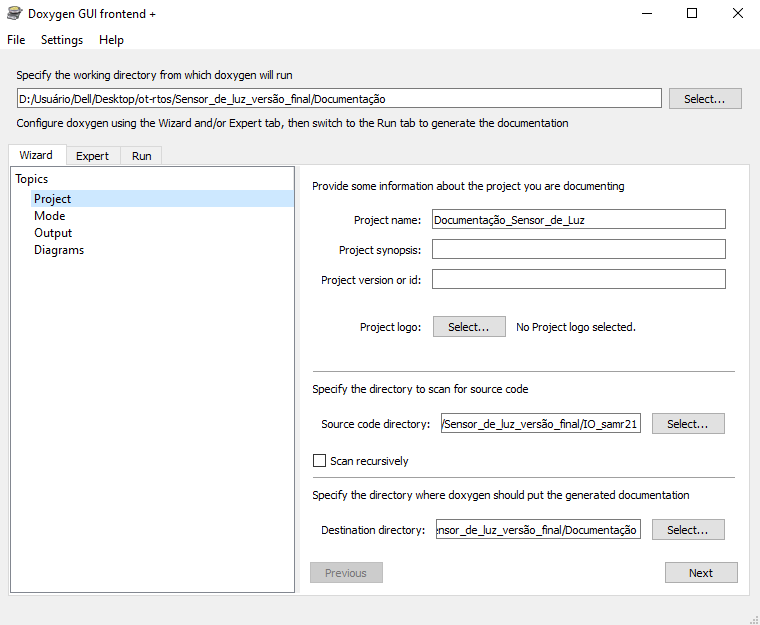 Doxygen GUI frontend +
File Settings Help
Specify the working directory from which doxygen will run
D:/Usuário/Dell/Desktop/ot-rtos/Sensor_de_luz_versão_final/Documentação
Select...
Configure doxygen using the Wizard and/or Expert tab, then switch to the Run tab to generate the documentation
Wizard Expert Run
Topics
Project
Mode
Output
Diagrams
Provide some information about the project you are documenting
Project name: Documentação_Sensor_de_Luz
Project synopsis:
Project version or id:
Project logo: Select... No Project logo selected.
Specify the directory to scan for source code
Source code directory: /Sensor_de_luz_versão_final/IO_samr21 Select...
Scan recursively
Specify the directory where doxygen should put the generated documentation
Destination directory: ensor_de_luz_versão_final/Documentação Select...
Previous Next